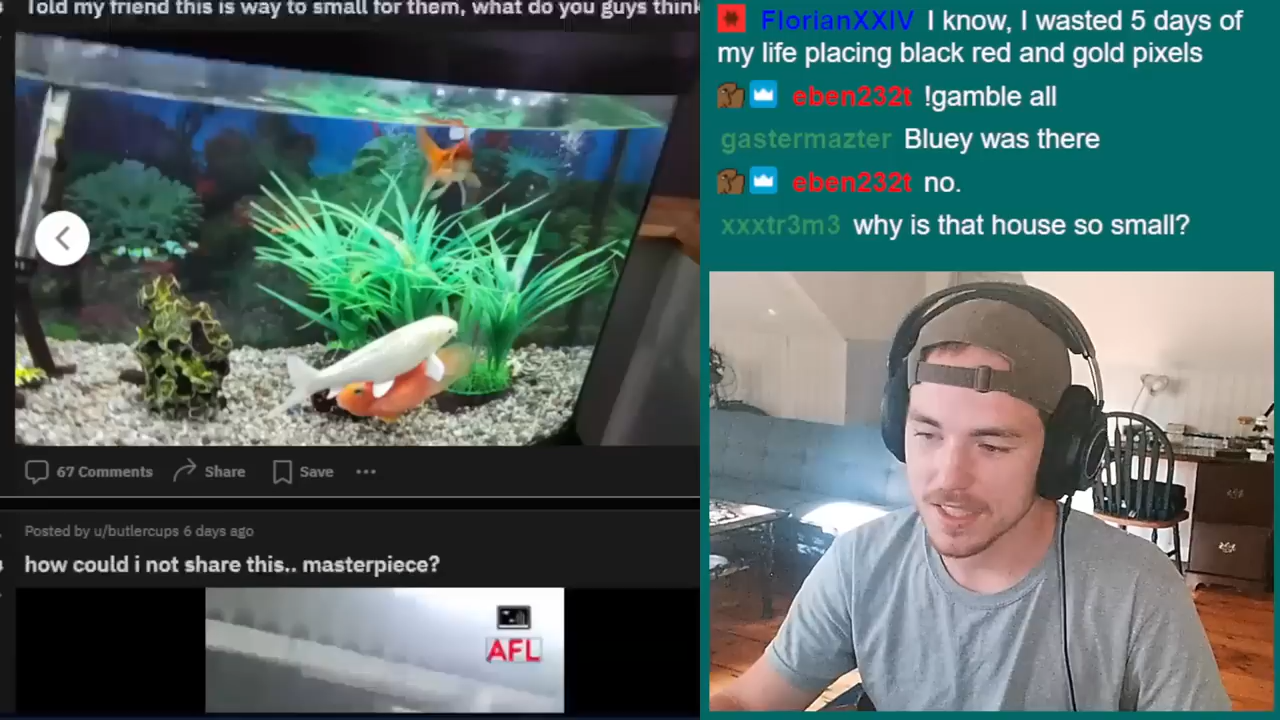 Told my friend this is way to small for them, what do you guys think
67 Comments
Share
Save
Posted by u/butlercups 6 days ago
how could i not share this.. masterpiece?
AFL
FlorianXXIV I know, I wasted 5 days of
my life placing black red and gold pixels
eben232t !gamble all
gastermazter Bluey was there
eben232t no.
xxxtr3m3 why is that house so small?